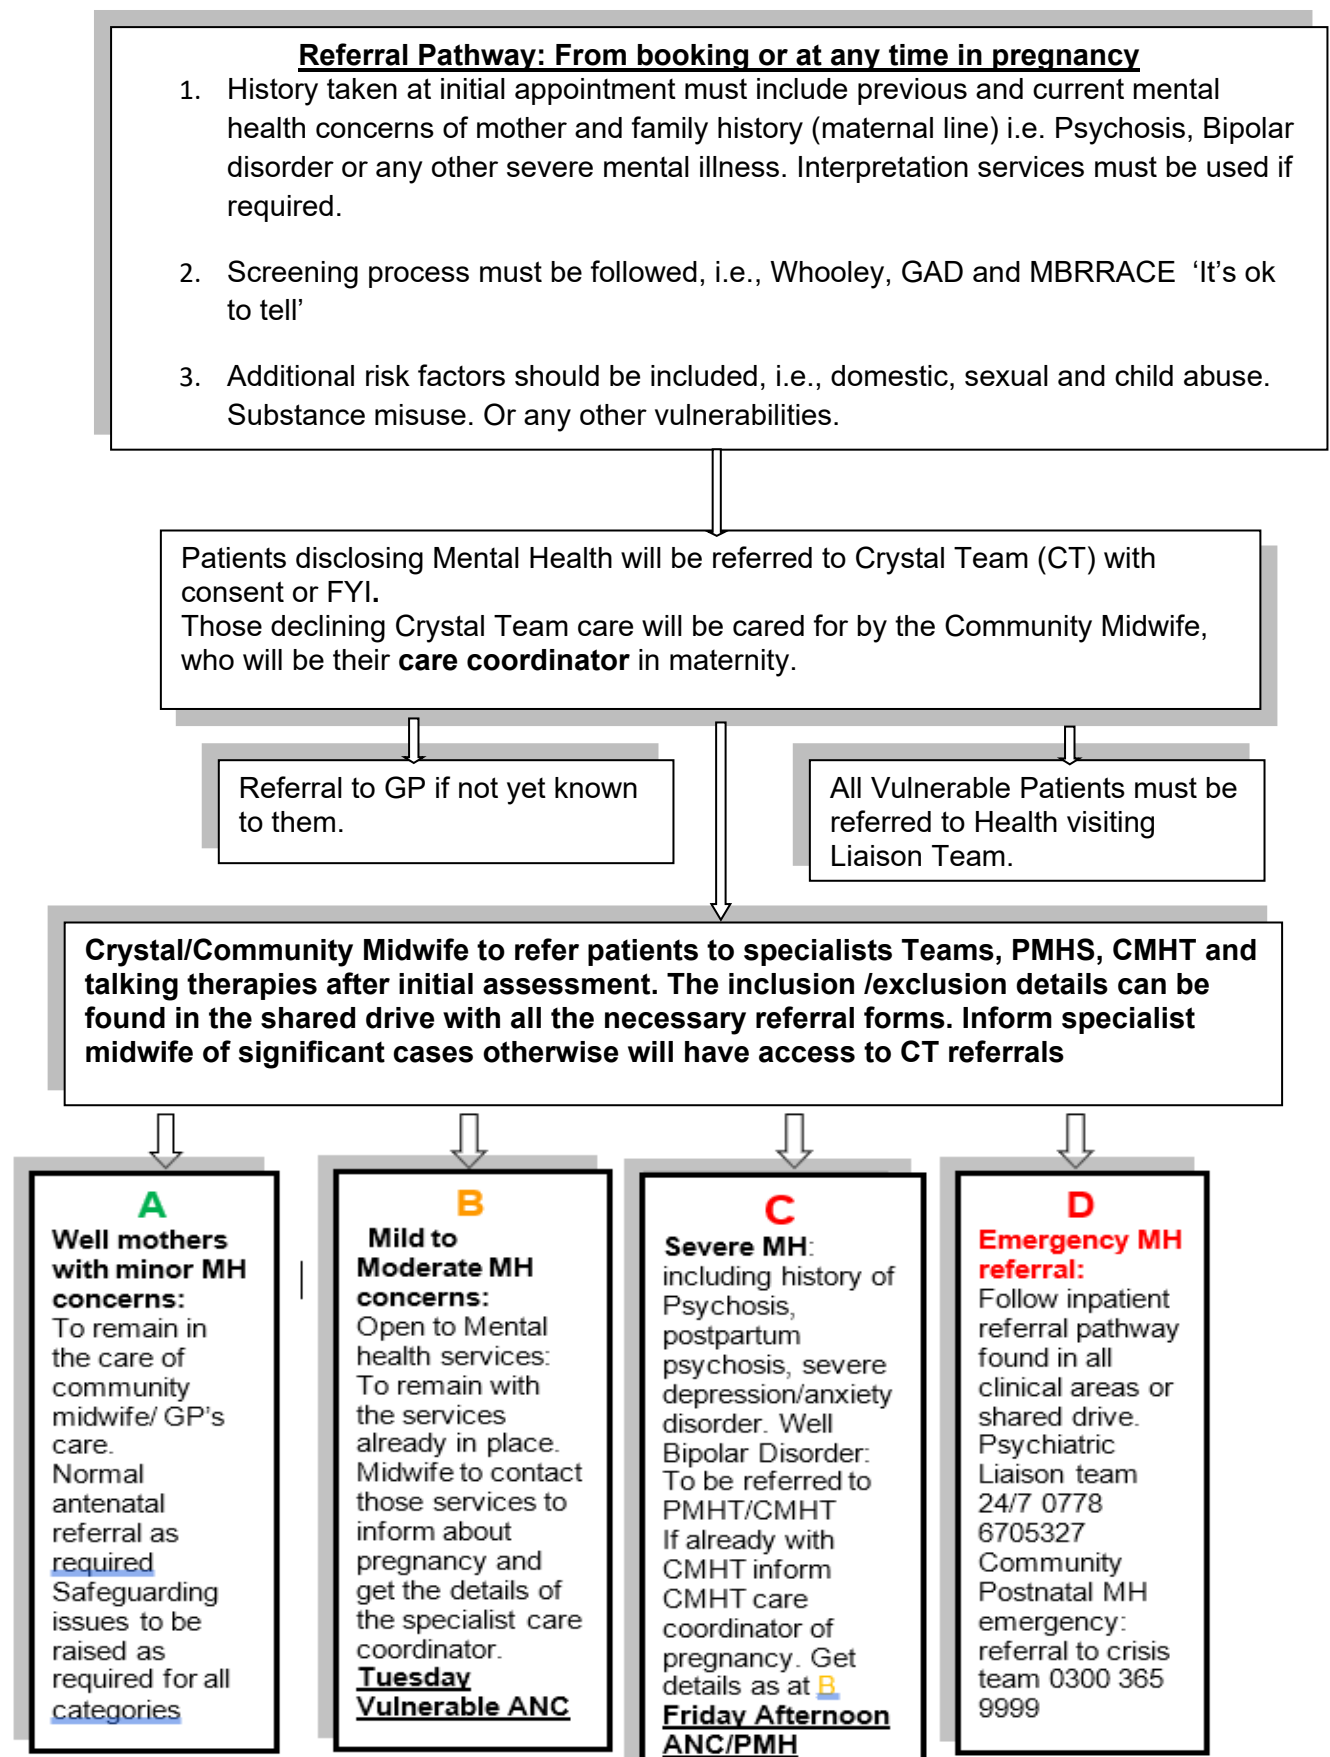 Referral Pathway: From booking or at any time in pregnancy
1. History taken at initial appointment must include previous and current mental
health concerns of mother and family history (maternal line) i.e. Psychosis, Bipolar
disorder or any other severe mental illness. Interpretation services must be used if
required.
2. Screening process must be followed, i.e., Whooley, GAD and MBRRACE ‘It’s ok
to tell’
3. Additional risk factors should be included, i.e., domestic, sexual and child abuse.
Substance misuse. Or any other vulnerabilities.
Patients disclosing Mental Health will be referred to Crystal Team (CT) with
consent or FYI.
Those declining Crystal Team care will be cared for by the Community Midwife,
who will be their care coordinator in maternity.
Referral to GP if not yet known
to them.
All Vulnerable Patients must be
referred to Health visiting
Liaison Team.
Crystal/Community Midwife to refer patients to specialists Teams, PMHS, CMHT and
talking therapies after initial assessment. The inclusion /exclusion details can be
found in the shared drive with all the necessary referral forms. Inform specialist
midwife of significant cases otherwise will have access to CT referrals
A
Well mothers
with minor MH
concerns:
To remain in
the care of
community
midwife/ GP's
care.
Normal
antenatal
referral as
required
Safeguarding
issues to be
raised as
required for all
categories
B
Mild to
Moderate MH
concerns:
Open to Mental
health services:
To remain with
the services
already in place.
Midwife to contact
those services to
inform about
pregnancy and
get the details of
the specialist care
coordinator.
Tuesday
Vulnerable ANC
C
Severe MH:
including history of
Psychosis,
postpartum
psychosis, severe
depression/anxiety
disorder. Well
Bipolar Disorder:
To be referred to
PMHT/CMHT
If already with
CMHT inform
CMHT care
coordinator of
pregnancy. Get
details as at B
Friday Afternoon
ANC/PMH
D
Emergency MH
referral:
Follow inpatient
referral pathway
found in all
clinical areas or
shared drive.
Psychiatric
Liaison team
24/7 0778
6705327
Community
Postnatal MH
emergency:
referral to crisis
team 0300 365
9999